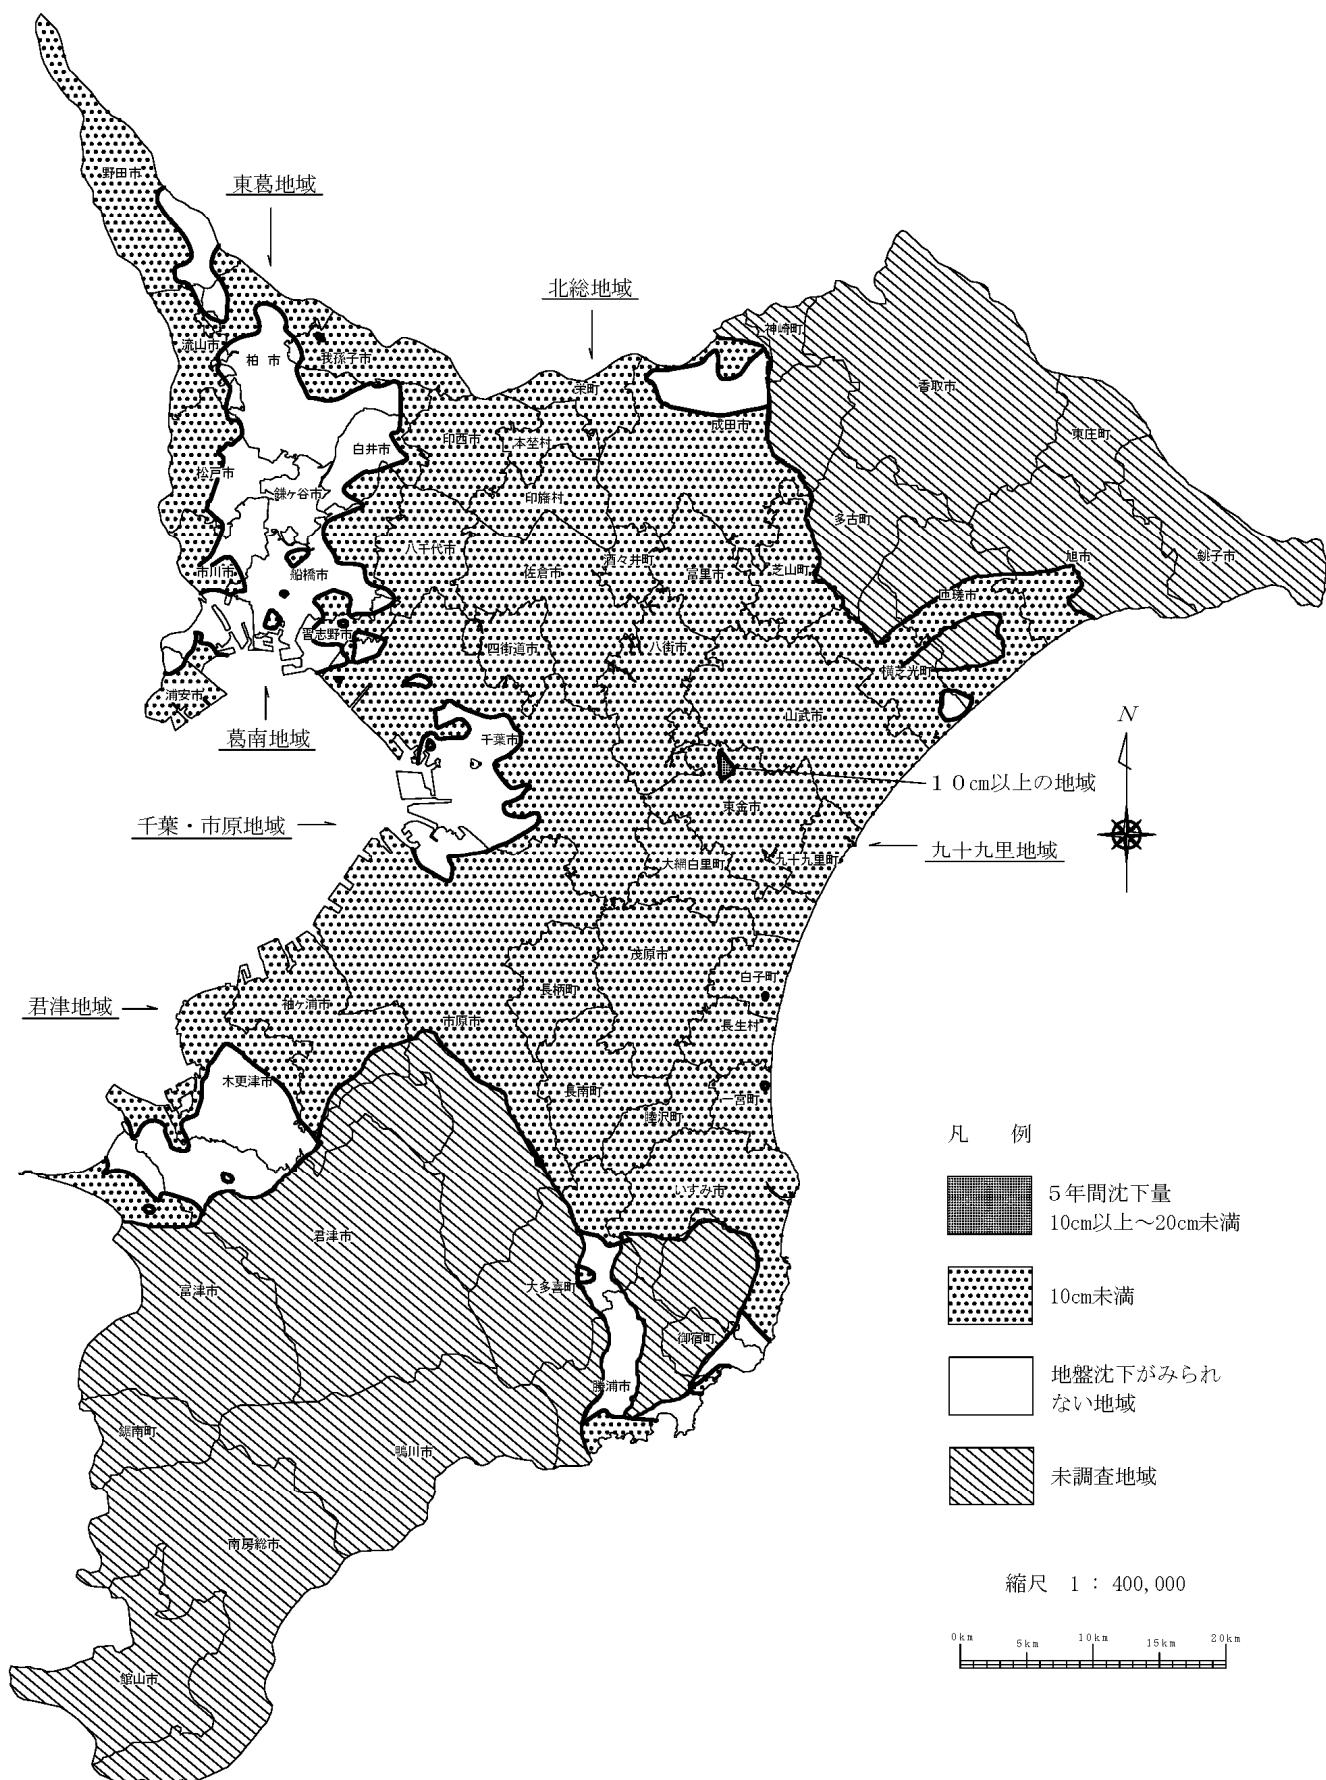 野田市
東葛地域
北総地域
神崎町
流山市
柏市
我孫子市
栄町
香取市
成田市
東庄町
印西市
本埜村
白井市
松戸市
鎌ヶ谷市
印旛村
多古町
八千代市
酒々井町
旭市
銚子市
市川市
船橋市
佐倉市
富里市
芝山町
匝瑳市
習志野市
四街道市
八街市
横芝光町
浦安市
山武市
N
葛南地域
千葉市
10cm以上の地域
東金市
千葉・市原地域
九十九里地域
大網白里町
九十九里町
茂原市
白子町
長柄町
君津地域
袖ヶ浦市
市原市
長生村
木更津市
長南町
一宮町
睦沢町
凡 例
いすみ市
5年間沈下量
10cm以上～20cm未満
君津市
富津市
大多喜町
10cm未満
御宿町
勝浦市
地盤沈下がみられ
ない地域
鋸南町
鴨川市
未調査地域
南房総市
縮尺 1 : 400,000
0km 5km 10km 15km 20km
館山市